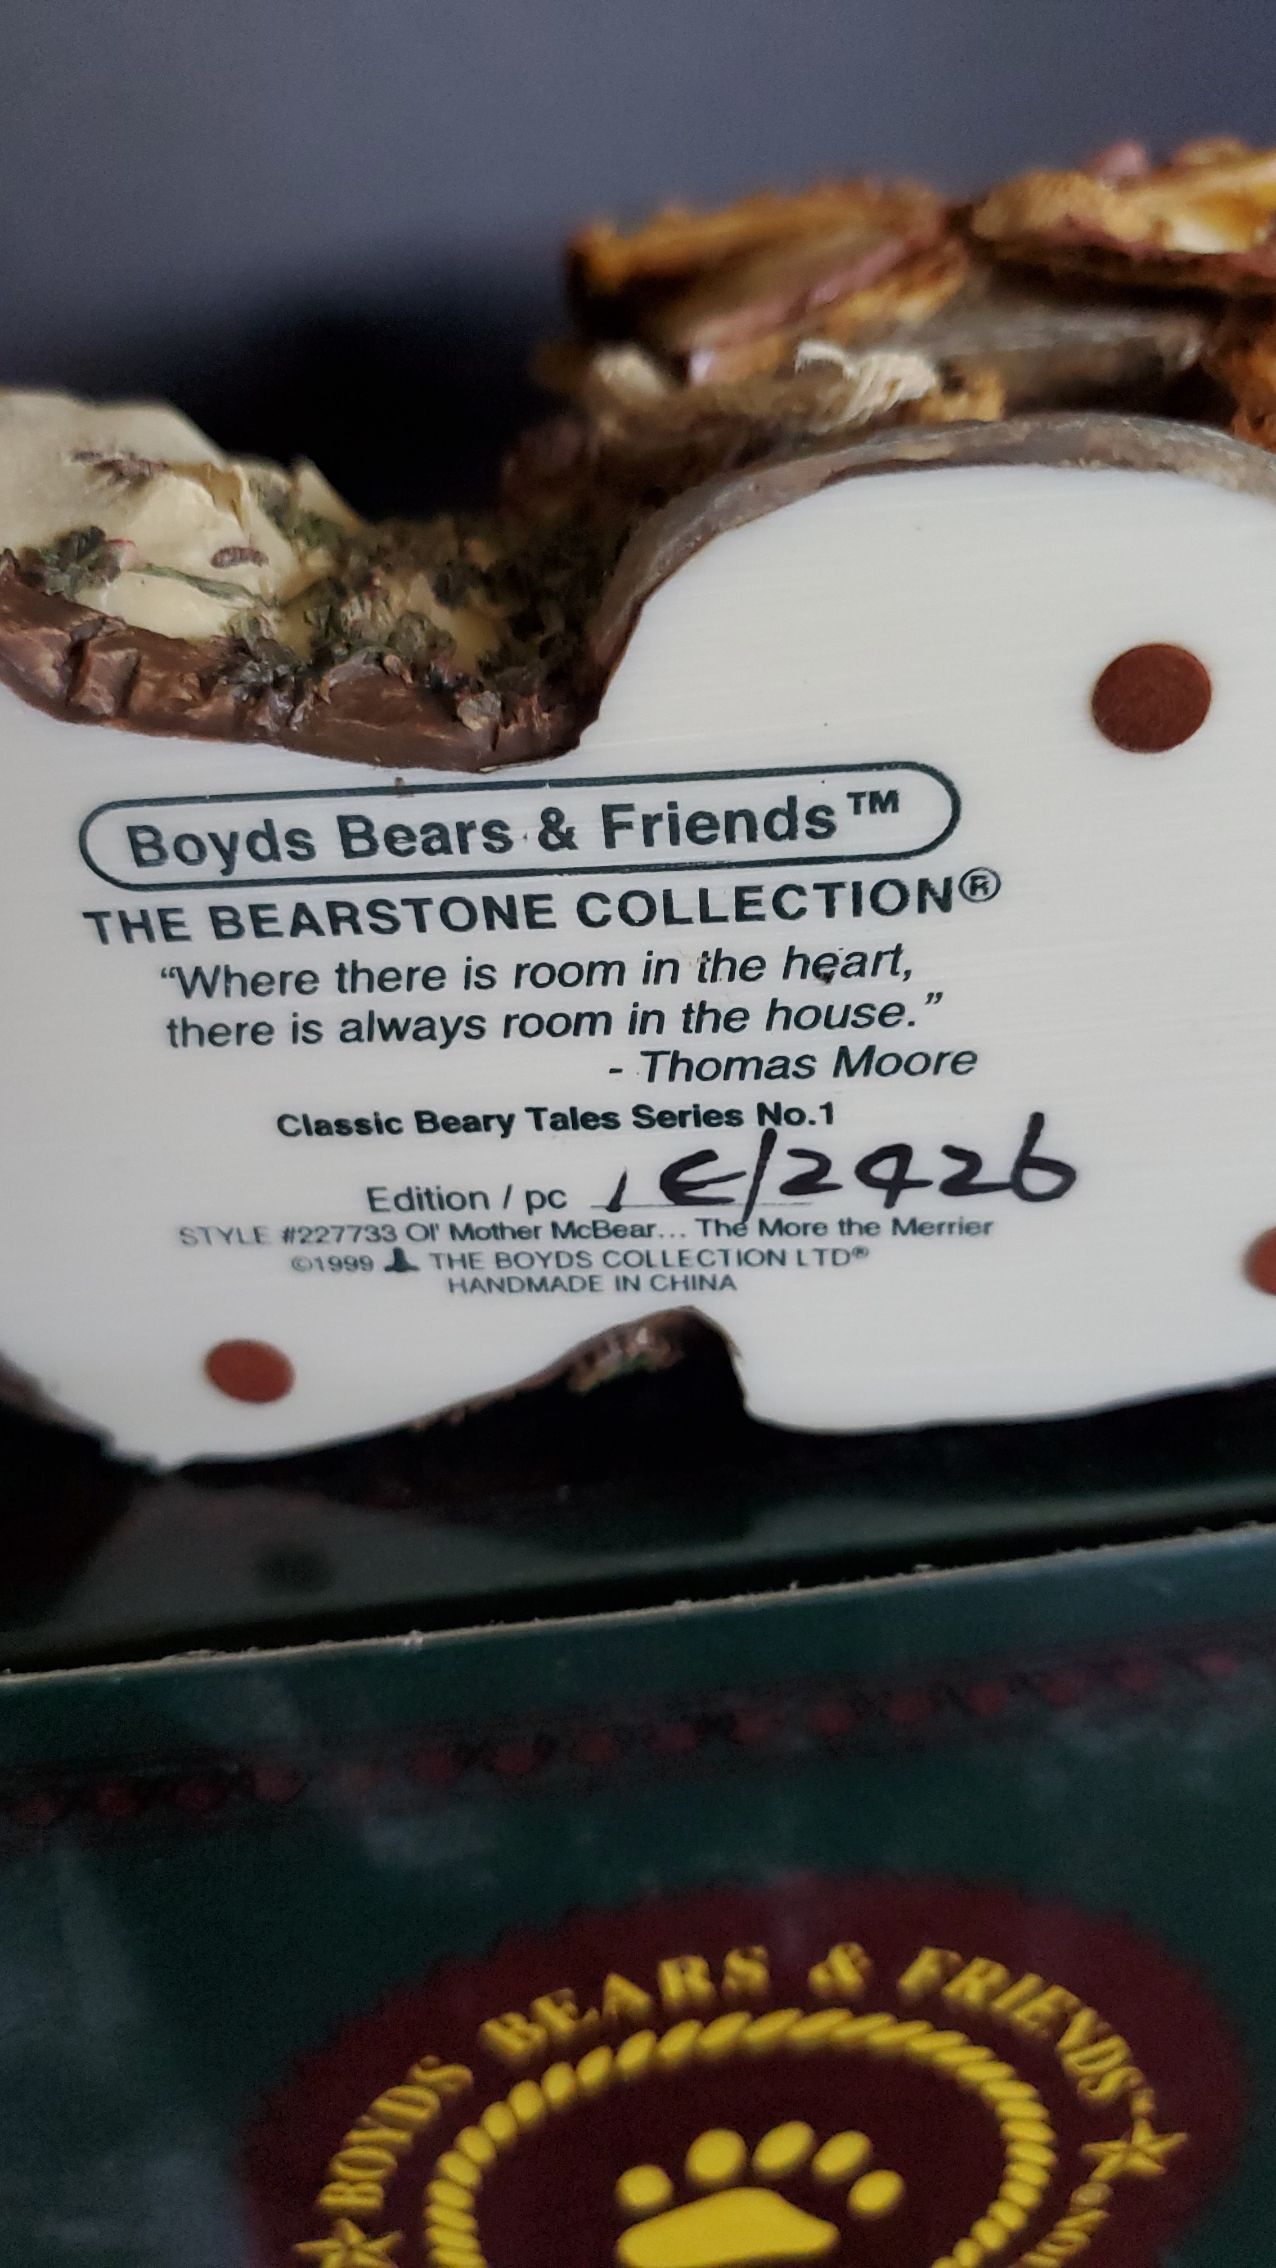 Boyds Bears & Friends™
THE BEARSTONE COLLECTION®
“Where there is room in the heart,
there is always room in the house.”
- Thomas Moore
Classic Beary Tales Series No.1
Edition / pc 1E/2426
STYLE #227733 Ol' Mother McBear... The More the Merrier
©1999 THE BOYDS COLLECTION LTD®
HANDMADE IN CHINA
BOYDS BEARS & FRIENDS™